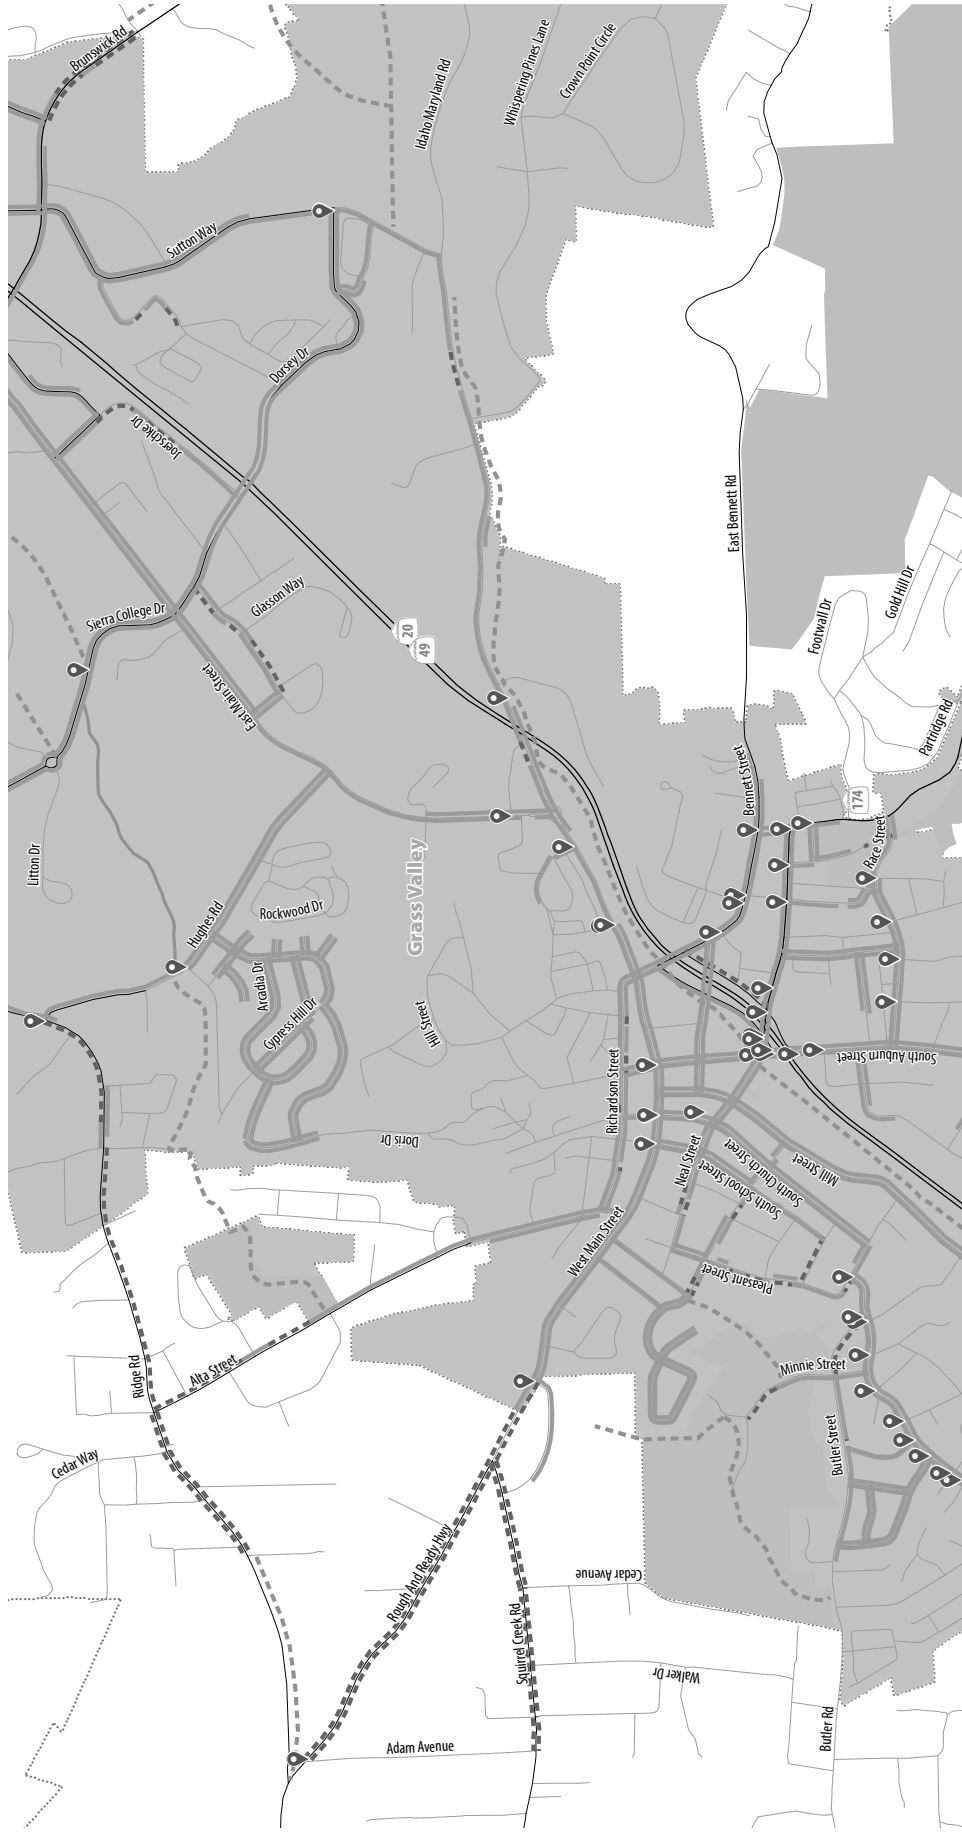 Brunswick Rd
Idaho Maryland Rd
Whispering Pines Lane
Crown Point Circle
Sutton Way
Dorsey Dr
Joerschke Dr
East Bennett Rd
Sierra College Dr
Glasson Way
20
49
Footwall Dr
Gold Hill Dr
East Main Street
Partridge Rd
Bennett Street
174
Litton Dr
Grass Valley
Race Street
Hughes Rd
Rockwood Dr
Arcadia Dr
Cypress Hill Dr
Hill Street
Richardson Street
South Auburn Street
Doris Dr
Neal Street
South Church Street
South School Street
Mill Street
West Main Street
Pleasant Street
Ridge Rd
Alta Street
Minnie Street
Butler Street
Cedar Way
Rough And Ready Hwy
Cedar Avenue
Squirrel Creek Rd
Walker Dr
Butler Rd
Adam Avenue